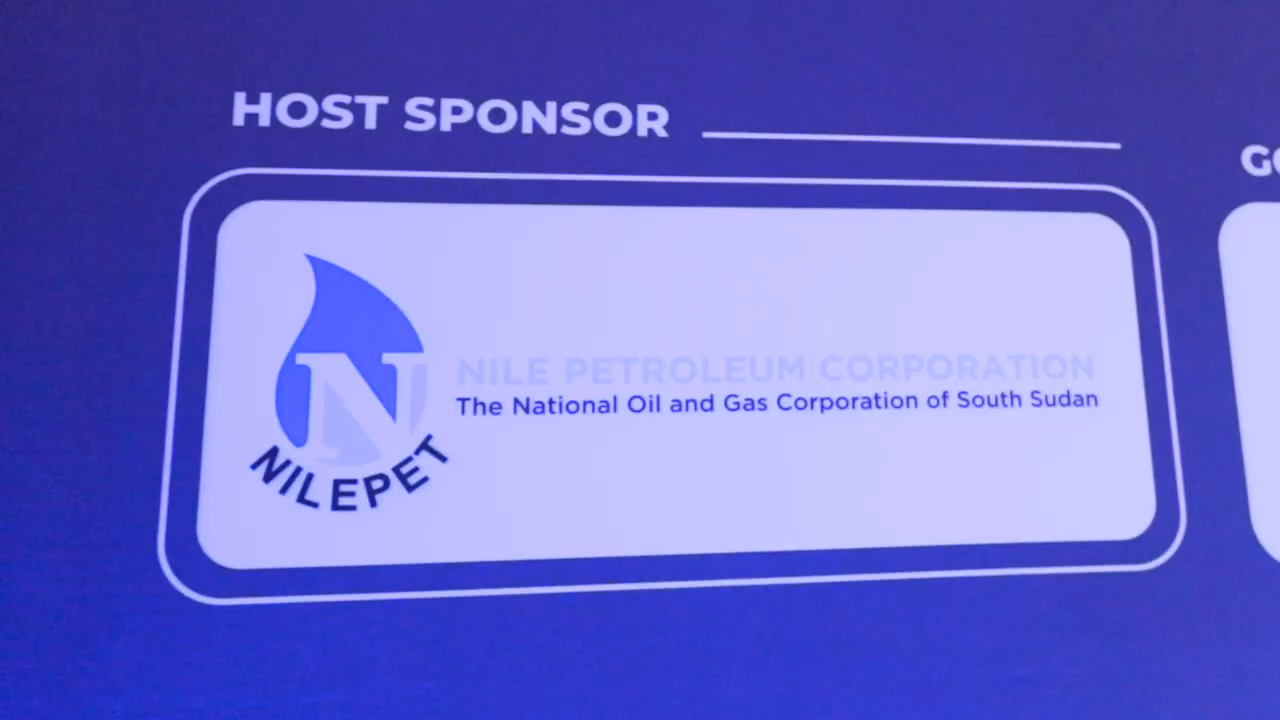 HOST SPONSOR
N
NILEPET
NILE PETROLEUM CORPORATION
The National Oil and Gas Corporation of South Sudan